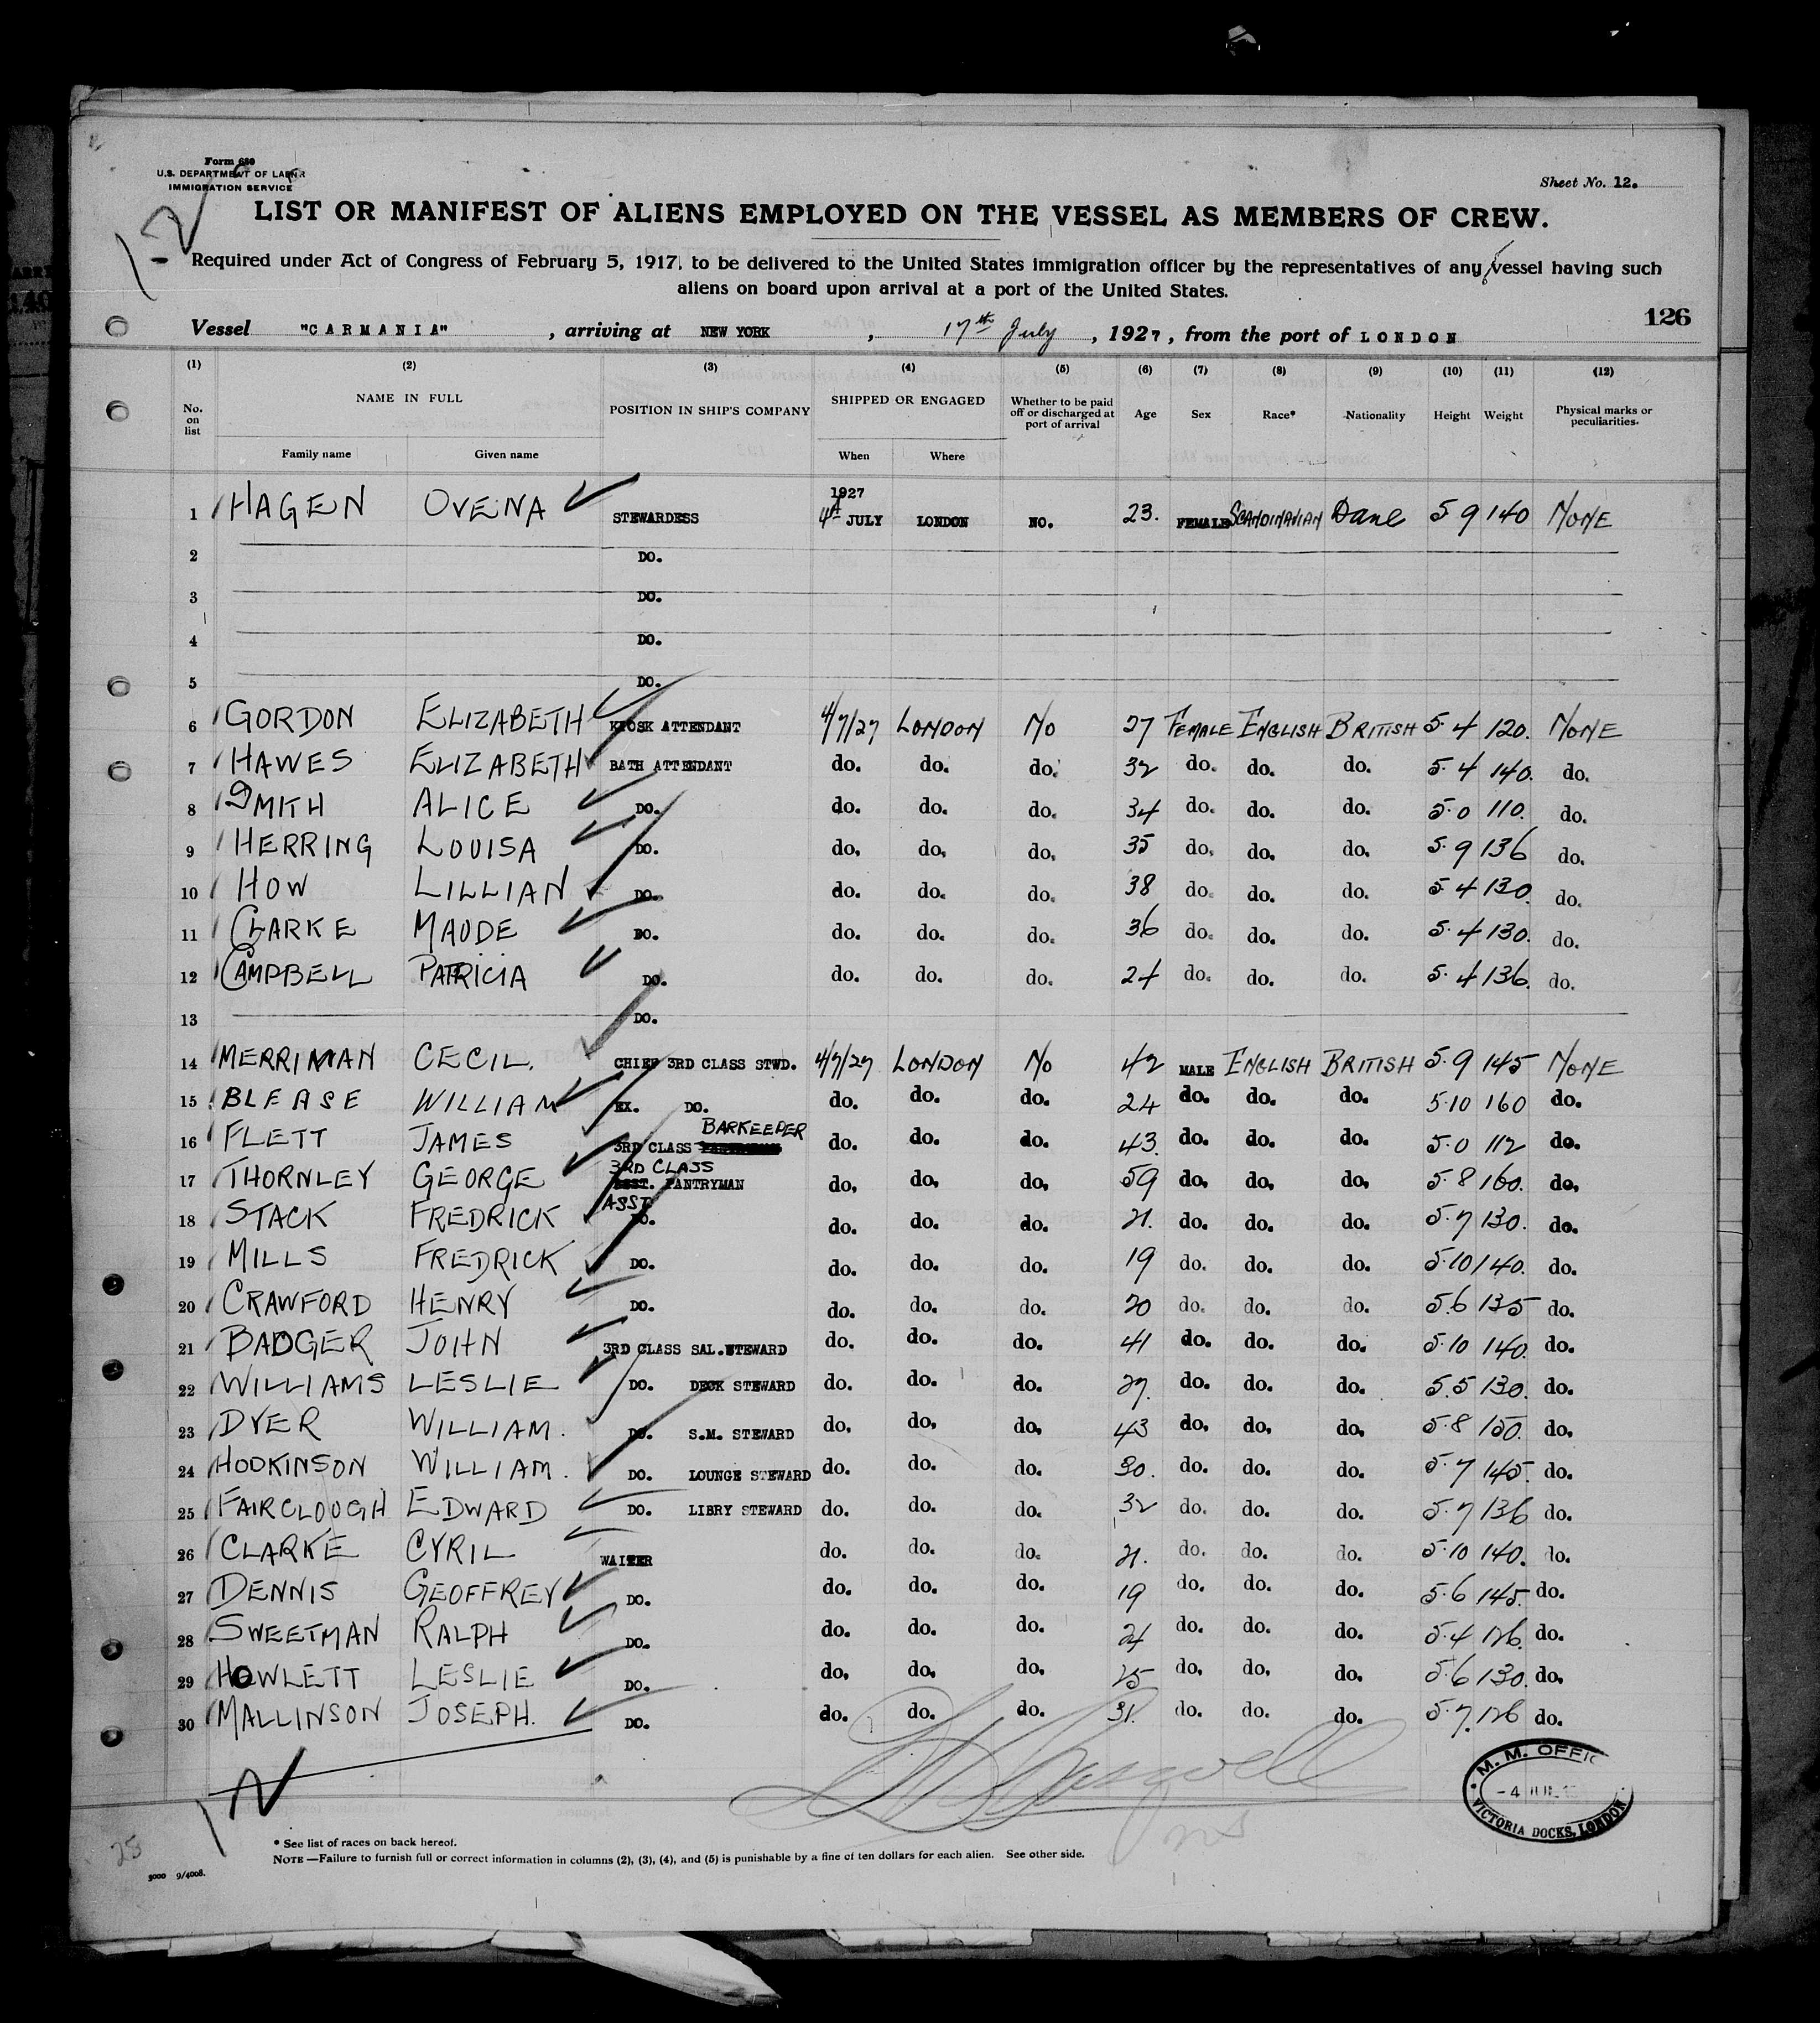 Form 680
U.S. DEPARTMENT OF LABOR
IMMIGRATION SERVICE
Sheet No. 12.
1-2
LIST OR MANIFEST OF ALIENS EMPLOYED ON THE VESSEL AS MEMBERS OF CREW.
Required under Act of Congress of February 5, 1917, to be delivered to the United States immigration officer by the representatives of any vessel having such
aliens on board upon arrival at a port of the United States.
126
Vessel "CARMANIA", arriving at NEW YORK, 17th July, 1927, from the port of LONDON
(1) (2) (3) (4) (5) (6) (7) (8) (9) (10) (11) (12)
No. on list NAME IN FULL POSITION IN SHIP'S COMPANY SHIPPED OR ENGAGED Whether to be paid off or discharged at port of arrival Age Sex Race* Nationality Height Weight Physical marks or peculiarities.
Family name Given name When Where
1 HAGEN OVENA STEWARDESS 1927 4th JULY LONDON NO. 23. FEMALE SCANDINAVIAN Dane 5 9 140 NONE
2 DO.
3 DO.
4 DO.
5 DO.
6 GORDON ELIZABETH KIOSK ATTENDANT 4/7/27 LONDON NO 27 FEMALE ENGLISH BRITISH 5.4 120. NONE
7 HAWES ELIZABETH BATH ATTENDANT do. do. do. 32 do. do. do. 5.4 140. do.
8 SMITH ALICE DO. do. do. do. 34 do. do. do. 5.0 110. do.
9 HERRING LOUISA DO. do. do. do. 35 do. do. do. 5.9 136 do.
10 HOW LILLIAN DO. do. do. do. 38 do. do. do. 5.4 130. do.
11 CLARKE MAUDE DO. do. do. do. 36 do. do. do. 5.4 130. do.
12 CAMPBELL PATRICIA DO. do. do. do. 24 do. do. do. 5.4 136. do.
13 DO.
14 MERRIMAN CECIL. CHIEF 3RD CLASS STWD. 4/7/27 LONDON NO 42 MALE ENGLISH BRITISH 5.9 145 NONE
15 BLEASE WILLIAM EX. DO. do. do. do. 24 do. do. do. 5.10 160 do.
16 FLETT JAMES 3RD CLASS BARKEEPER do. do. do. 43. do. do. do. 5.0 112 do.
17 THORNLEY GEORGE 3RD CLASS ASST. PANTRYMAN do. do. do. 59 do. do. do. 5.8 160. do.
18 STACK FREDRICK ASST DO. do. do. do. 21. do. do. do. 5.7 130. do.
19 MILLS FREDRICK DO. do. do. do. 19 do. do. do. 5.10 140. do.
20 CRAWFORD HENRY DO. do. do. do. 20 do. do. do. 5.6 135 do.
21 BADGER JOHN 3RD CLASS SAL.STEWARD do. do. do. 41 do. do. do. 5.10 140. do.
22 WILLIAMS LESLIE DO. DECK STEWARD do. do. do. 27. do. do. do. 5.5 130. do.
23 DYER WILLIAM. DO. S.M. STEWARD do. do. do. 43 do. do. do. 5.8 150. do.
24 HODKINSON WILLIAM. DO. LOUNGE STEWARD do. do. do. 30. do. do. do. 5.7 145. do.
25 FAIRCLOUGH EDWARD DO. LIBRY STEWARD do. do. do. 32 do. do. do. 5.7 136 do.
26 CLARKE CYRIL WAITER do. do. do. 21. do. do. do. 5.10 140. do.
27 DENNIS GEOFFREY DO. do. do. do. 19 do. do. do. 5.6 145. do.
28 SWEETMAN RALPH DO. do. do. do. 21 do. do. do. 5.4 126. do.
29 HOWLETT LESLIE DO. do. do. do. 25 do. do. do. 5.6 130. do.
30 MALLINSON JOSEPH. DO. do. do. do. 31. do. do. do. 5.7. 126 do.
M. M. OFFIC
-4 JUL
VICTORIA DOCKS, LONDON
25
* See list of races on back hereof.
NOTE —Failure to furnish full or correct information in columns (2), (3), (4), and (5) is punishable by a fine of ten dollars for each alien. See other side.
5000 9/4008.